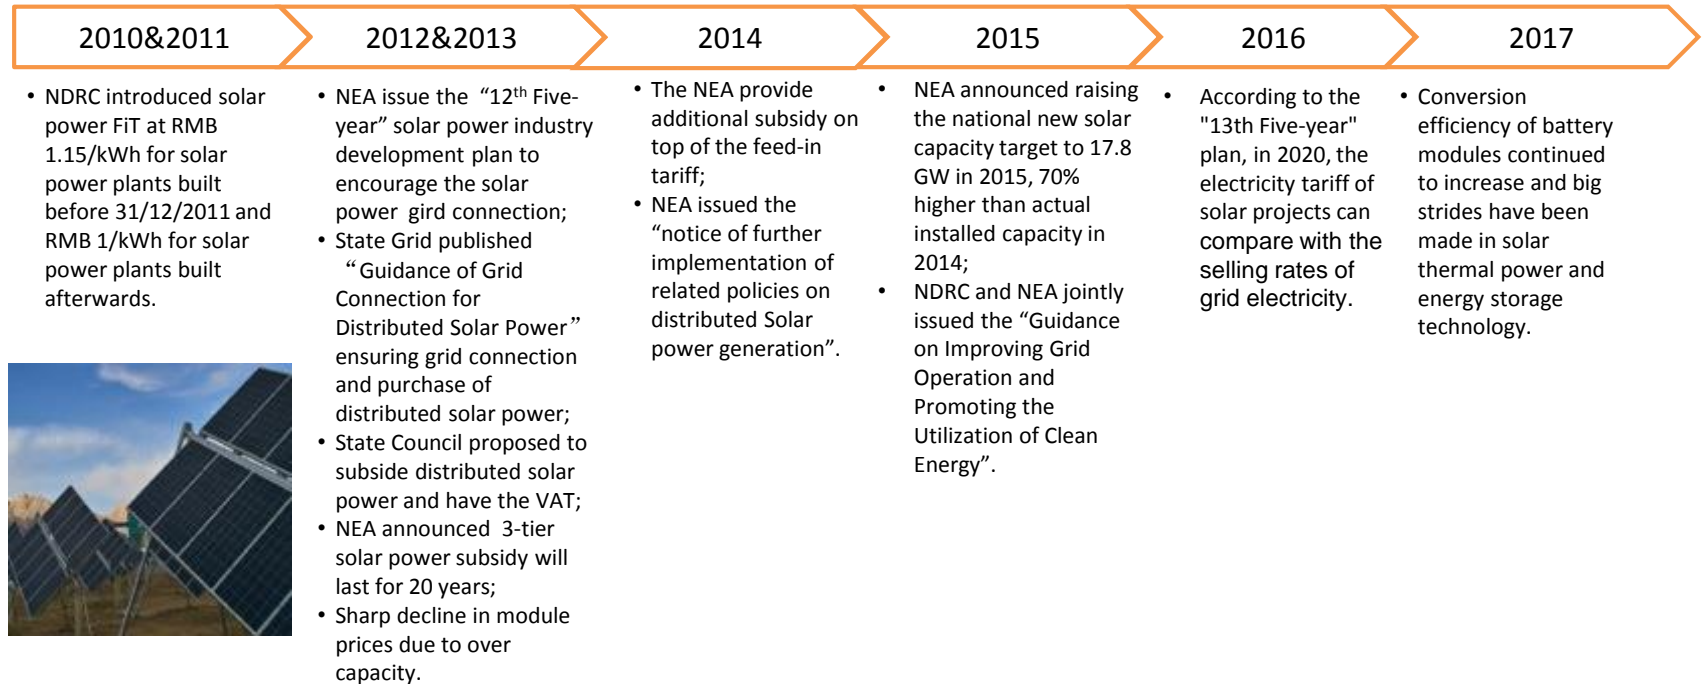 2010&2011
2012&2013
2014
2015
2016
2017
• NDRC introduced solar
power FiT at RMB
1.15/kWh for solar
power plants built
before 31/12/2011 and
RMB 1/kWh for solar
power plants built
afterwards.
• NEA issue the “12th Five-
year” solar power industry
development plan to
encourage the solar
power gird connection;
• State Grid published
“Guidance of Grid
Connection for
Distributed Solar Power”
ensuring grid connection
and purchase of
distributed solar power;
• State Council proposed to
subside distributed solar
power and have the VAT;
• NEA announced 3-tier
solar power subsidy will
last for 20 years;
• Sharp decline in module
prices due to over
capacity.
• The NEA provide
additional subsidy on
top of the feed-in
tariff;
• NEA issued the
“notice of further
implementation of
related policies on
distributed Solar
power generation”.
• NEA announced raising
the national new solar
capacity target to 17.8
GW in 2015, 70%
higher than actual
installed capacity in
2014;
• NDRC and NEA jointly
issued the “Guidance
on Improving Grid
Operation and
Promoting the
Utilization of Clean
Energy”.
• According to the
"13th Five-year"
plan, in 2020, the
electricity tariff of
solar projects can
compare with the
selling rates of
grid electricity.
• Conversion
efficiency of battery
modules continued
to increase and big
strides have been
made in solar
thermal power and
energy storage
technology.